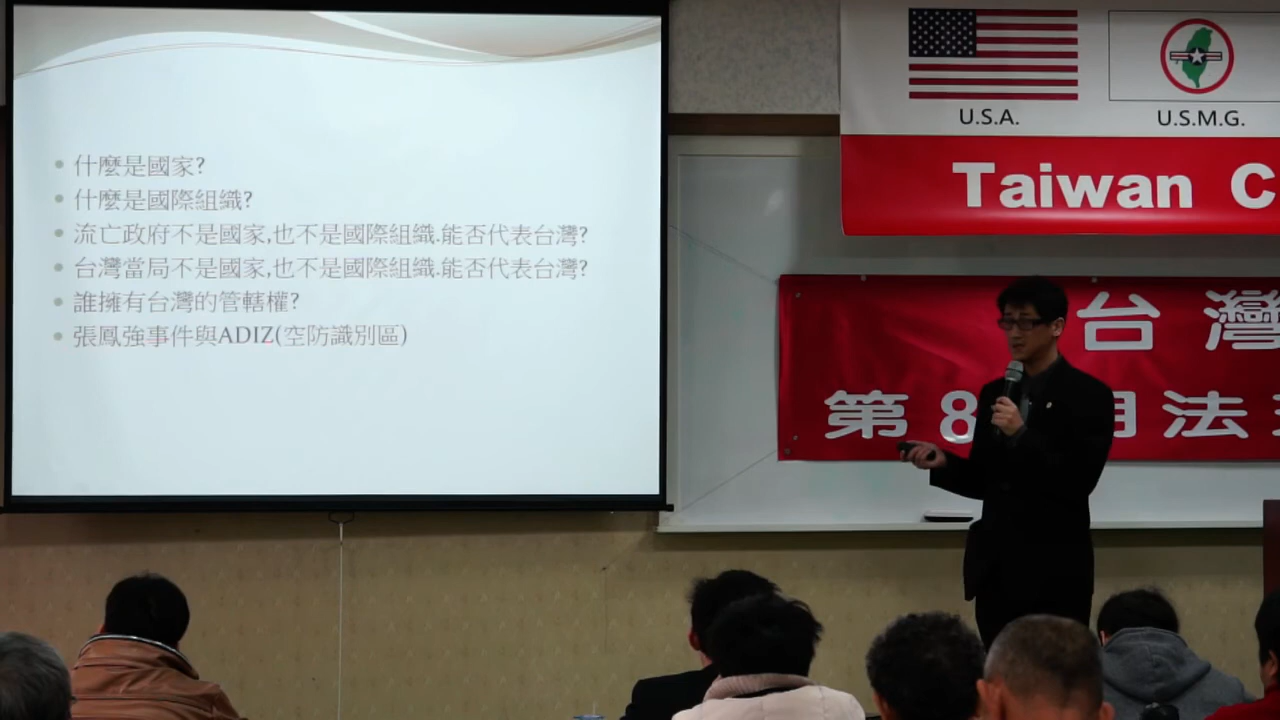 什麼是國家?
什麼是國際組織?
流亡政府不是國家,也不是國際組織.能否代表台灣?
台灣當局不是國家,也不是國際組織.能否代表台灣?
誰擁有台灣的管轄權?
張鳳強事件與ADIZ(空防識別區)
U.S.A.
U.S.M.G.
Taiwan C
台灣
第8 月法